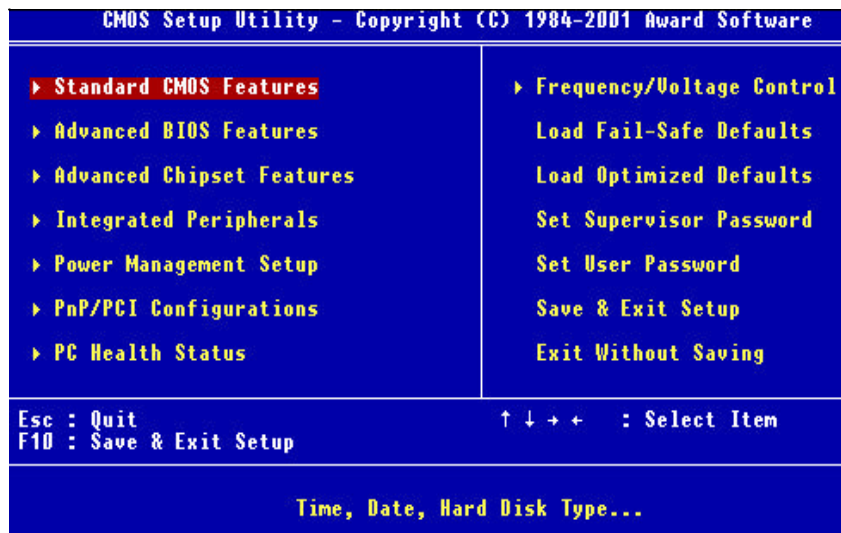 CMOS Setup Utility - Copyright (C) 1984-2001 Award Software
▸ Standard CMOS Features
▸ Advanced BIOS Features
▸ Advanced Chipset Features
▸ Integrated Peripherals
▸ Power Management Setup
▸ PnP/PCI Configurations
▸ PC Health Status
▸ Frequency/Voltage Control
Load Fail-Safe Defaults
Load Optimized Defaults
Set Supervisor Password
Set User Password
Save & Exit Setup
Exit Without Saving
Esc : Quit
F10 : Save & Exit Setup
↑ ↓ → ← : Select Item
Time, Date, Hard Disk Type...